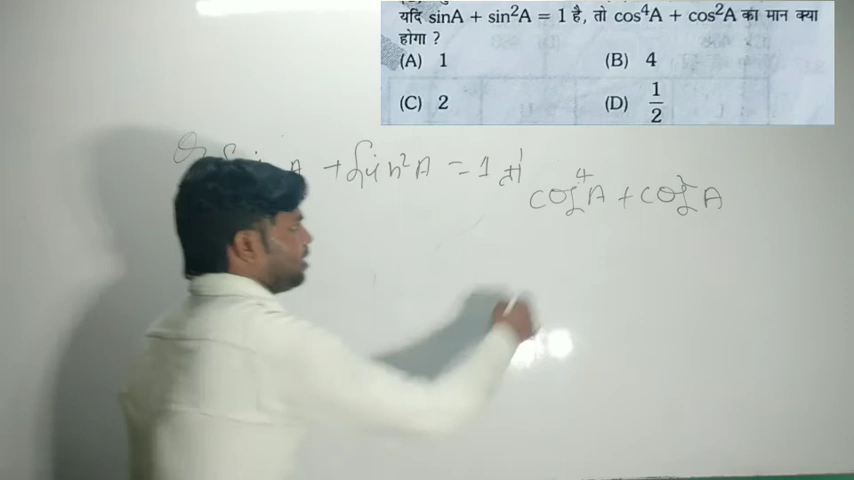 यदि sinA + sin²A = 1 है, तो cos⁴A + cos²A का मान क्या
होगा ?
(A) 1 (B) 4
(C) 2 (D) 1/2
A + sin²A = 1 तो
cos⁴A + cos²A